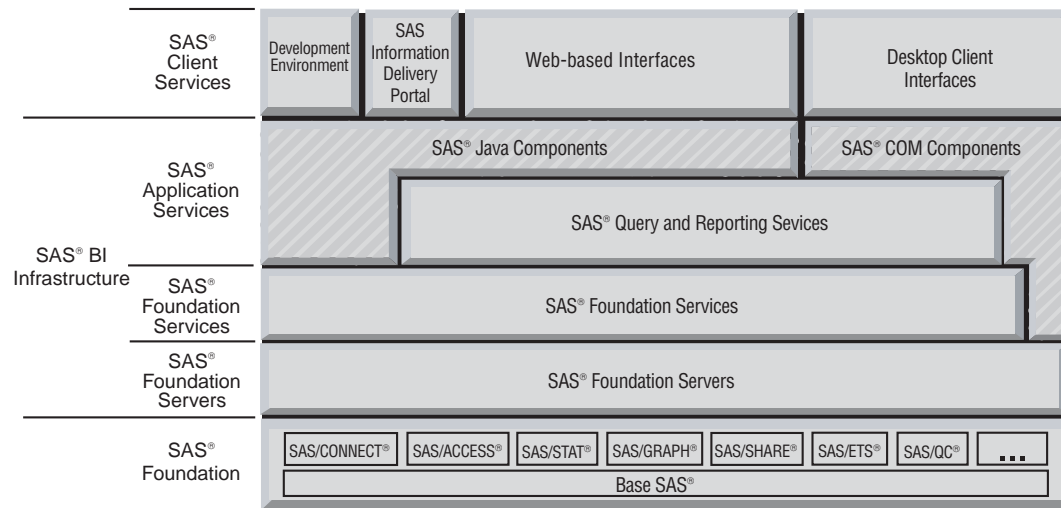 SAS®
Client
Services
Development
Environment
SAS
Information
Delivery
Portal
Web-based Interfaces
Desktop Client
Interfaces
SAS® BI
Infrastructure
SAS®
Application
Services
SAS® Java Components
SAS® COM Components
SAS® Query and Reporting Sevices
SAS®
Foundation
Services
SAS® Foundation Services
SAS®
Foundation
Servers
SAS® Foundation Servers
SAS®
Foundation
SAS/CONNECT®
SAS/ACCESS®
SAS/STAT®
SAS/GRAPH®
SAS/SHARE®
SAS/ETS®
SAS/QC®
...
Base SAS®